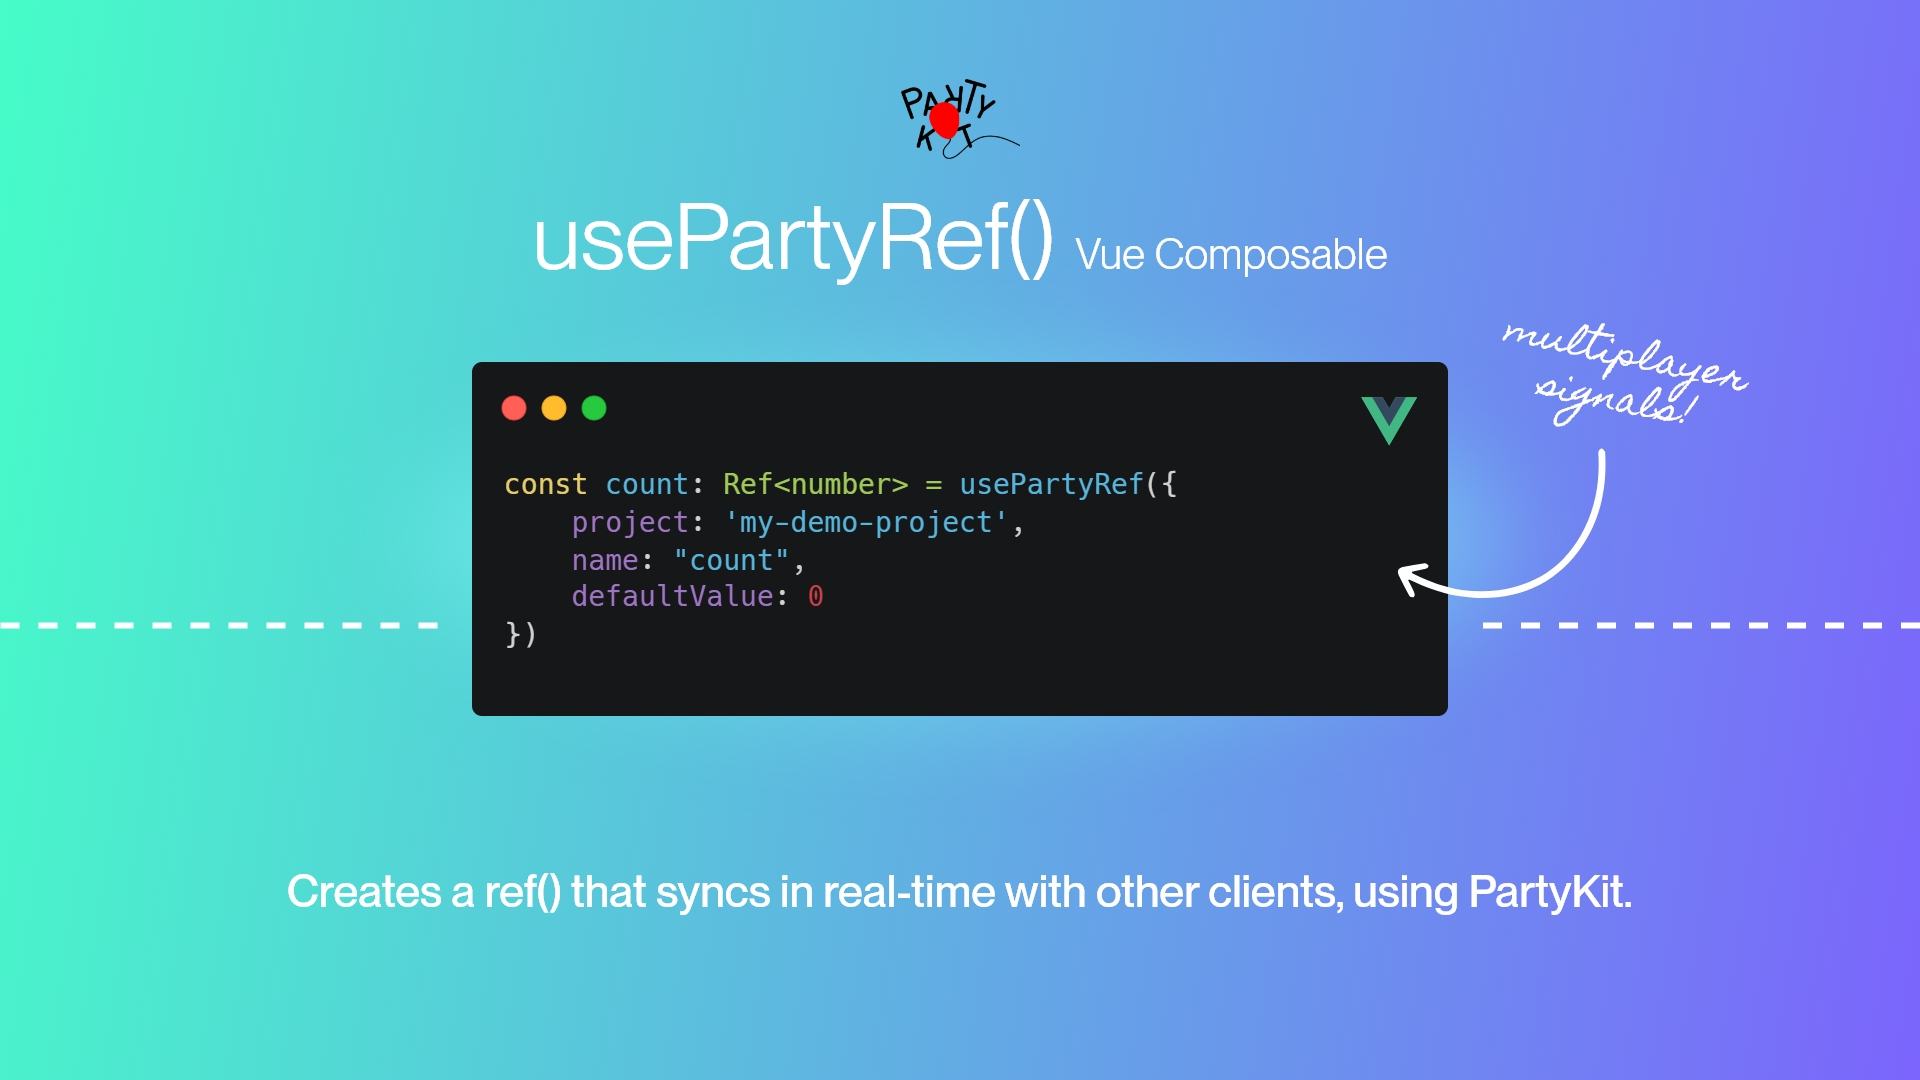 PARTY
KIT
usePartyRef() Vue Composable
multiplayer
signals!
const count: Ref<number> = usePartyRef({
    project: 'my-demo-project',
    name: "count",
    defaultValue: 0
})
Creates a ref() that syncs in real-time with other clients, using PartyKit.